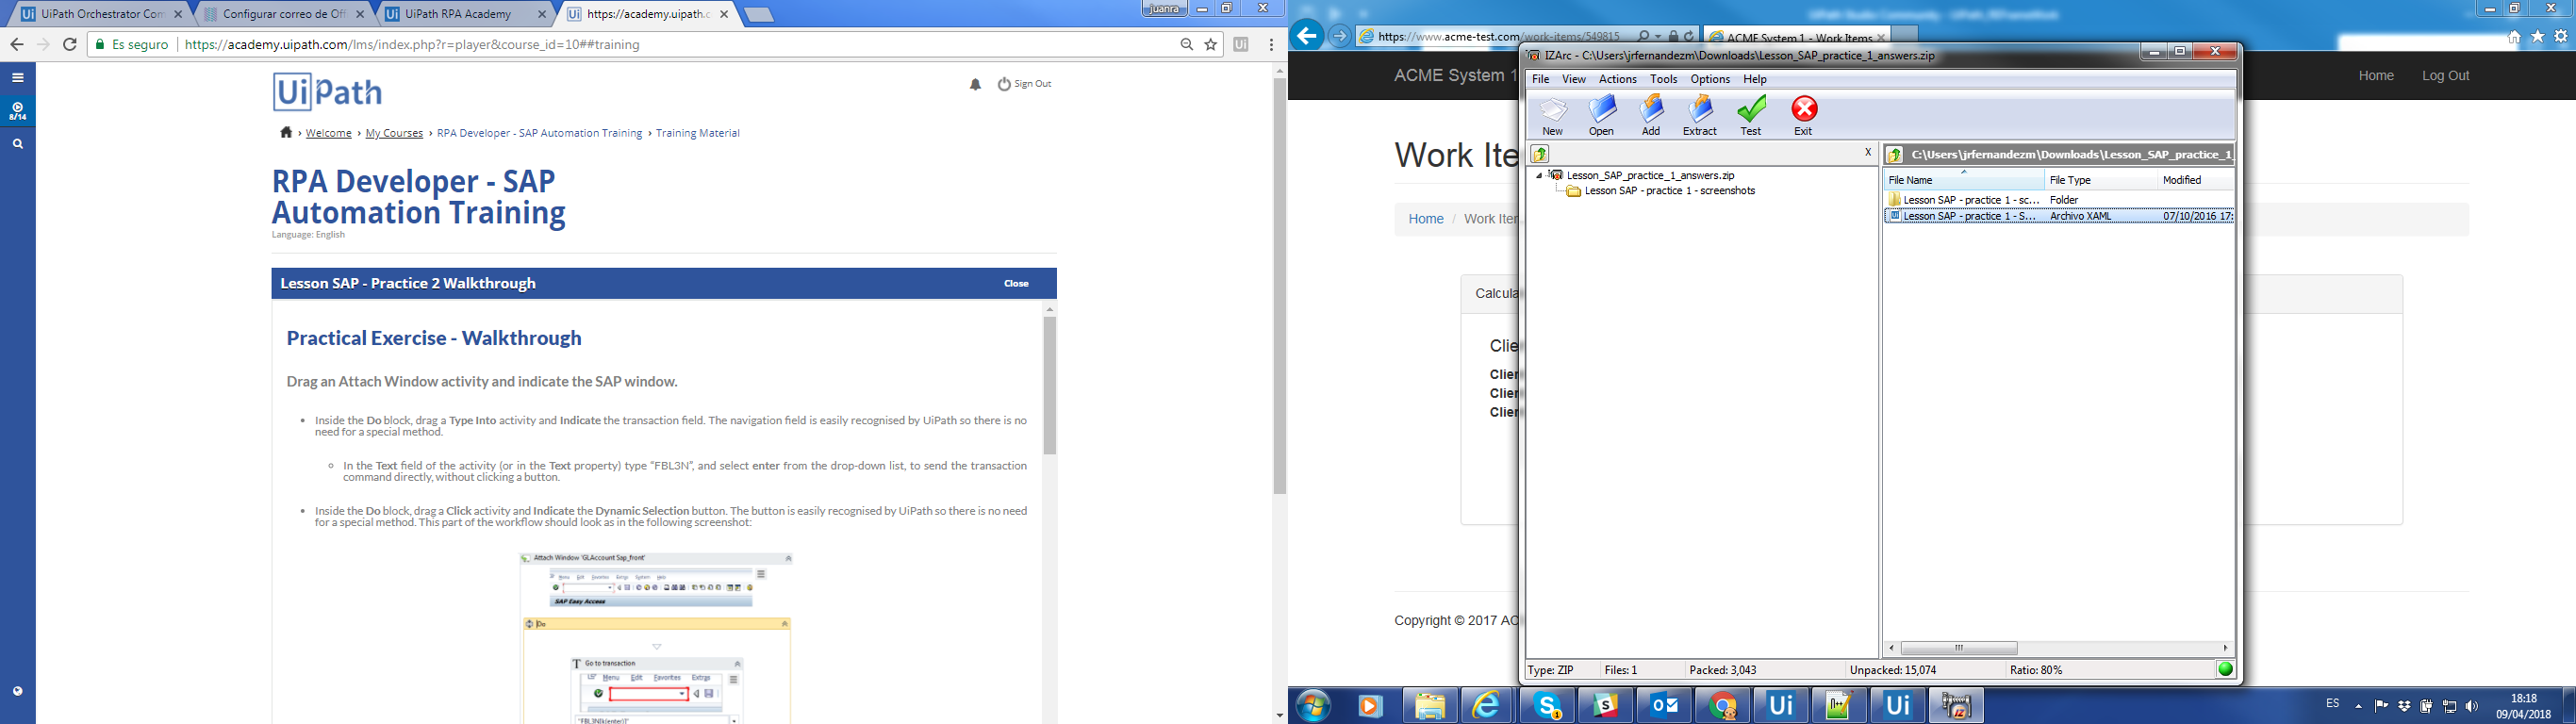 UiPath Orchestrator Com
Configurar correo de Off
UiPath RPA Academy
https://academy.uipath.c
juanra
Es seguro
https://academy.uipath.com/lms/index.php?r=player&course_id=10##training
8/14
UiPath
Sign Out
Welcome › My Courses › RPA Developer - SAP Automation Training › Training Material
RPA Developer - SAP
Automation Training
Language: English
Lesson SAP - Practice 2 Walkthrough
Close
Practical Exercise - Walkthrough
Drag an Attach Window activity and indicate the SAP window.
Inside the Do block, drag a Type Into activity and Indicate the transaction field. The navigation field is easily recognised by UiPath so there is no
need for a special method.
In the Text field of the activity (or in the Text property) type “FBL3N”, and select enter from the drop-down list, to send the transaction
command directly, without clicking a button.
Inside the Do block, drag a Click activity and Indicate the Dynamic Selection button. The button is easily recognised by UiPath so there is no need
for a special method. This part of the workflow should look as in the following screenshot:
Attach Window 'GLAccount Sap_front'
Menu Edit Favorites Extras System Help
SAP Easy Access
Do
Go to transaction
Menu Edit Favorites Extras
"FBL3N[k(enter)]"
https://www.acme-test.com/work-items/549815
ACME System 1 - Work Items
ACME System 1
Home
Log Out
Work Ite
Home / Work Item
Calcula
Clie
Clien
Clien
Clien
Copyright © 2017 AC
IZArc - C:\Users\jrfernandezm\Downloads\Lesson_SAP_practice_1_answers.zip
File View Actions Tools Options Help
New Open Add Extract Test Exit
X
C:\Users\jrfernandezm\Downloads\Lesson_SAP_practice_1_
Lesson_SAP_practice_1_answers.zip
Lesson SAP - practice 1 - screenshots
File Name File Type Modified
Lesson SAP - practice 1 - sc... Folder
Lesson SAP - practice 1 - S... Archivo XAML 07/10/2016 17:
Type: ZIP Files: 1 Packed: 3,043 Unpacked: 15,074 Ratio: 80%
ES
18:18
09/04/2018